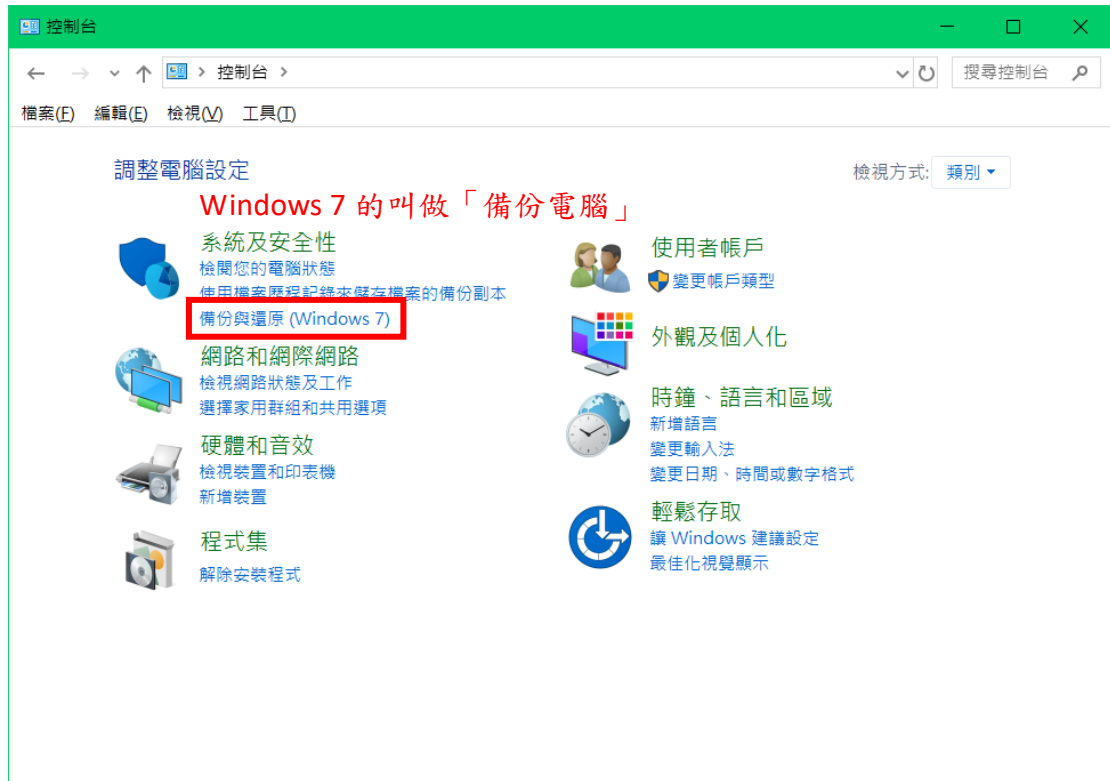 控制台
控制台
搜尋控制台
檔案(F) 編輯(E) 檢視(V) 工具(T)
調整電腦設定
檢視方式: 類別
Windows 7 的叫做「備份電腦」
系統及安全性
檢閱您的電腦狀態
使用檔案歷程記錄來儲存檔案的備份副本
備份與還原 (Windows 7)
網路和網際網路
檢視網路狀態及工作
選擇家用群組和共用選項
硬體和音效
檢視裝置和印表機
新增裝置
程式集
解除安裝程式
使用者帳戶
變更帳戶類型
外觀及個人化
時鐘、語言和區域
新增語言
變更輸入法
變更日期、時間或數字格式
輕鬆存取
讓 Windows 建議設定
最佳化視覺顯示